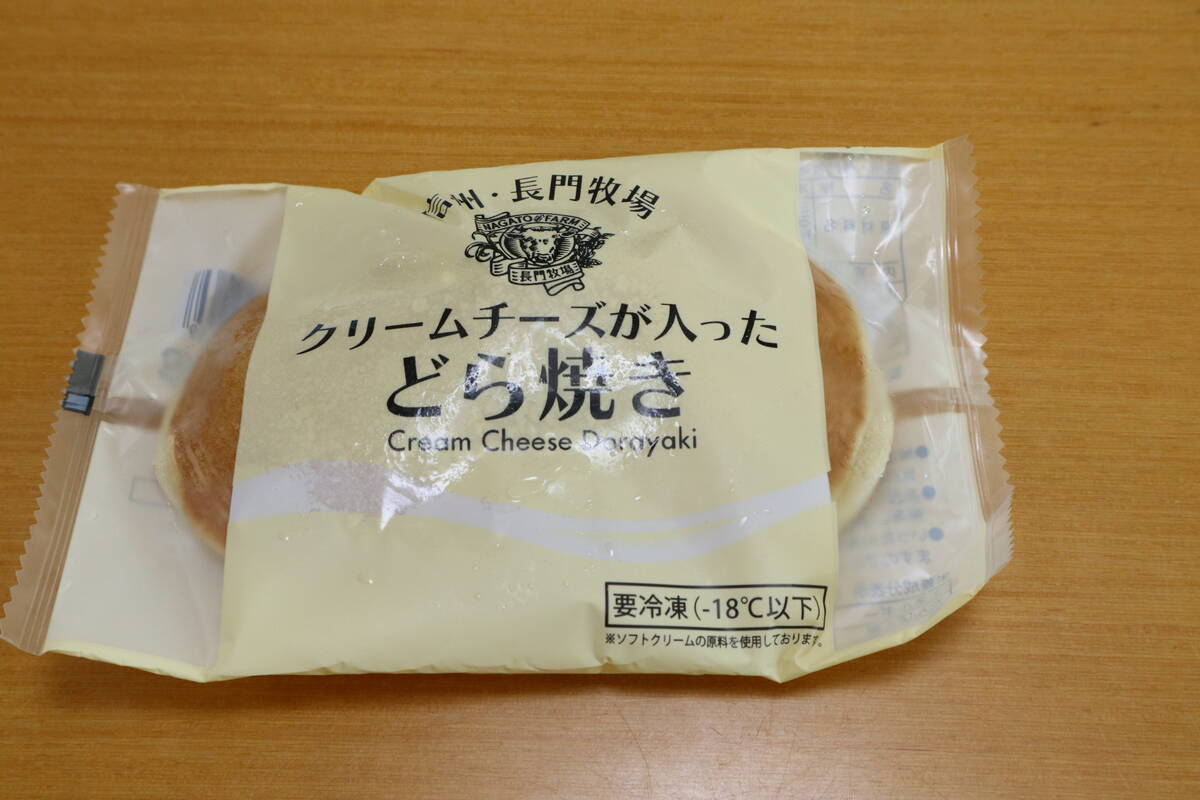 信州・長門牧場
NAGATO FARM
長門牧場
クリームチーズが入った
どら焼き
Cream Cheese Dorayaki
要冷凍(-18℃以下)
※ソフトクリームの原料を使用しております。